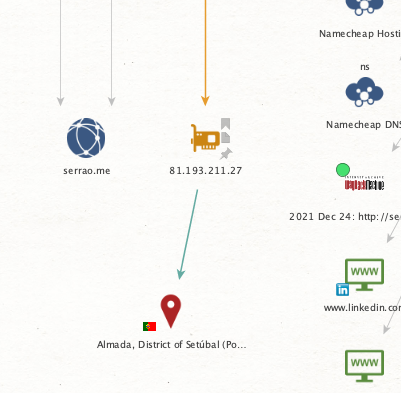 Namecheap Hosti
ns
Namecheap DNS
serrao.me
81.193.211.27
2021 Dec 24: http://se
WWW
in
www.linkedin.cor
Almada, District of Setúbal (Po...
WWW